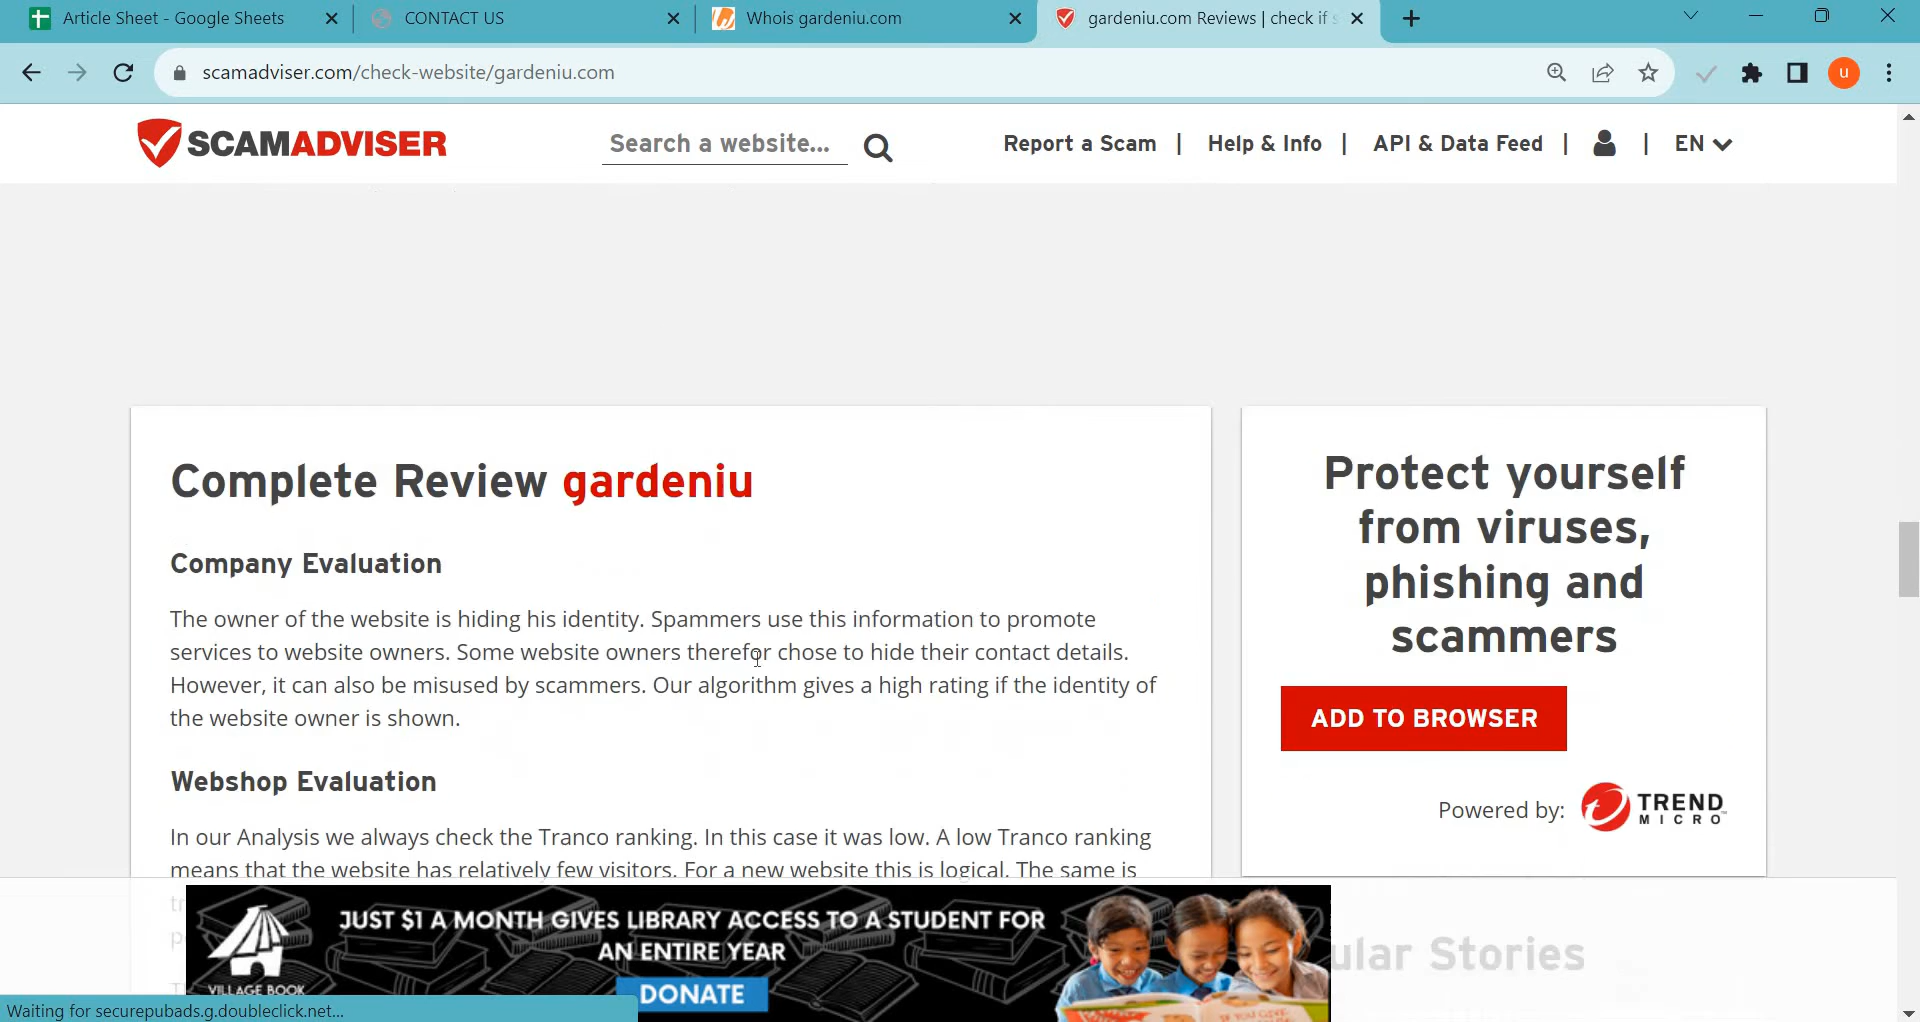 Article Sheet - Google Sheets
CONTACT US
Whois gardeniu.com
gardeniu.com Reviews | check if s
scamadviser.com/check-website/gardeniu.com
u
SCAMADVISER
Search a website...
Report a Scam | Help & Info | API & Data Feed | | EN
Complete Review gardeniu
Company Evaluation
The owner of the website is hiding his identity. Spammers use this information to promote
services to website owners. Some website owners therefor chose to hide their contact details.
However, it can also be misused by scammers. Our algorithm gives a high rating if the identity of
the website owner is shown.
Webshop Evaluation
In our Analysis we always check the Tranco ranking. In this case it was low. A low Tranco ranking
means that the website has relatively few visitors. For a new website this is logical. The same is
Protect yourself
from viruses,
phishing and
scammers
ADD TO BROWSER
Powered by: TREND
MICRO
ular Stories
JUST $1 A MONTH GIVES LIBRARY ACCESS TO A STUDENT FOR
AN ENTIRE YEAR
DONATE
VILLAGE BOOK
Waiting for securepubads.g.doubleclick.net...